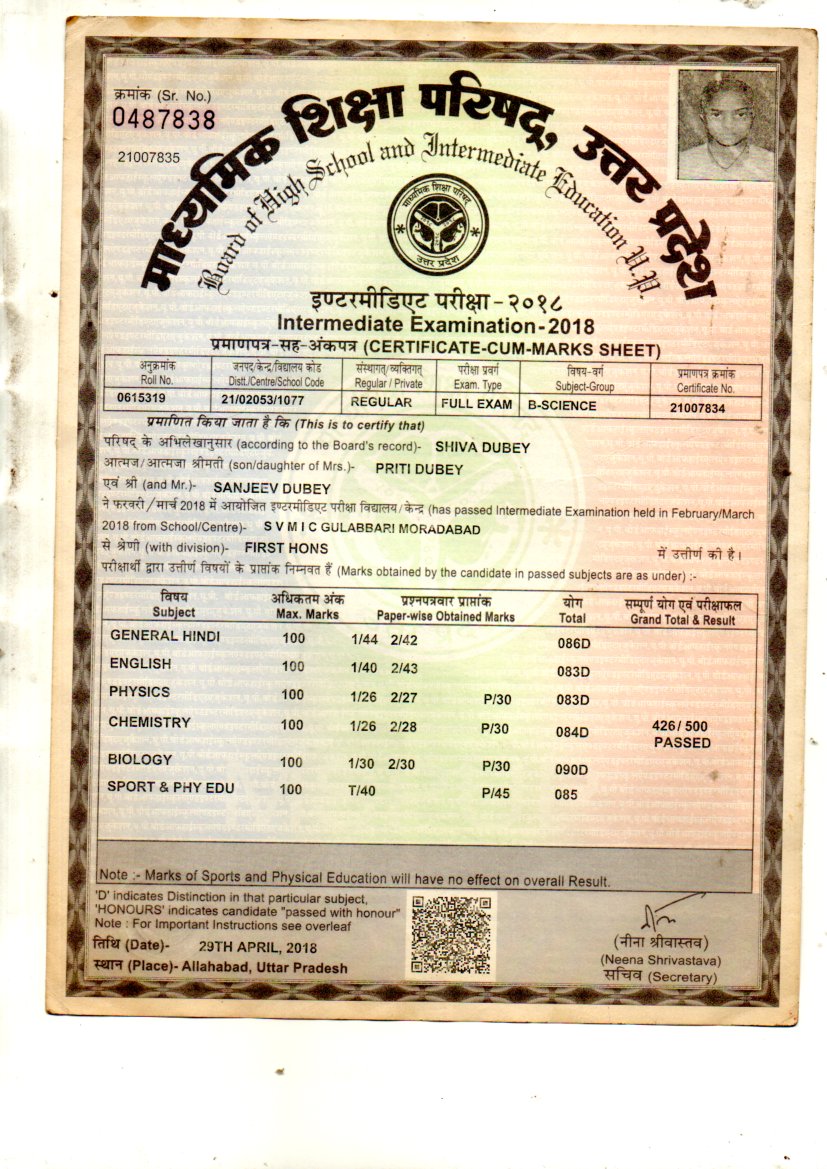 क्रमांक (Sr. No.)
0487838
21007835
माध्यमिक शिक्षा परिषद्, उत्तर प्रदेश
Board of High School and Intermediate Education U.P.
माध्यमिक शिक्षा परिषद
उत्तर प्रदेश
इण्टरमीडिएट परीक्षा - २०१८
Intermediate Examination - 2018
प्रमाणपत्र-सह-अंकपत्र (CERTIFICATE-CUM-MARKS SHEET)
अनुक्रमांक जनपद/केन्द्र/विद्यालय कोड संस्थागत्/व्यक्तिगत् परीक्षा प्रवर्ग विषय-वर्ग प्रमाणपत्र क्रमांक
Roll No. Distt./Centre/School Code Regular / Private Exam. Type Subject-Group Certificate No.
0615319 21/02053/1077 REGULAR FULL EXAM B-SCIENCE 21007834
प्रमाणित किया जाता है कि (This is to certify that)
परिषद् के अभिलेखानुसार (according to the Board's record)- SHIVA DUBEY
आत्मज/आत्मजा श्रीमती (son/daughter of Mrs.)- PRITI DUBEY
एवं श्री (and Mr.)- SANJEEV DUBEY
ने फरवरी/मार्च 2018 में आयोजित इण्टरमीडिएट परीक्षा विद्यालय/केन्द्र (has passed Intermediate Examination held in February/March
2018 from School/Centre)- S V M I C GULABBARI MORADABAD
से श्रेणी (with division)- FIRST HONS में उत्तीर्ण की है।
परीक्षार्थी द्वारा उत्तीर्ण विषयों के प्राप्तांक निम्नवत हैं (Marks obtained by the candidate in passed subjects are as under) :-
विषय अधिकतम अंक प्रश्नपत्रवार प्राप्तांक योग सम्पूर्ण योग एवं परीक्षाफल
Subject Max. Marks Paper-wise Obtained Marks Total Grand Total & Result
GENERAL HINDI 100 1/44 2/42 086D
ENGLISH 100 1/40 2/43 083D
PHYSICS 100 1/26 2/27 P/30 083D
CHEMISTRY 100 1/26 2/28 P/30 084D 426/ 500
PASSED
BIOLOGY 100 1/30 2/30 P/30 090D
SPORT & PHY EDU 100 T/40 P/45 085
Note :- Marks of Sports and Physical Education will have no effect on overall Result.
'D' indicates Distinction in that particular subject,
'HONOURS' indicates candidate "passed with honour"
Note : For Important Instructions see overleaf
तिथि (Date)- 29TH APRIL, 2018
स्थान (Place)- Allahabad, Uttar Pradesh
(नीना श्रीवास्तव)
(Neena Shrivastava)
सचिव (Secretary)